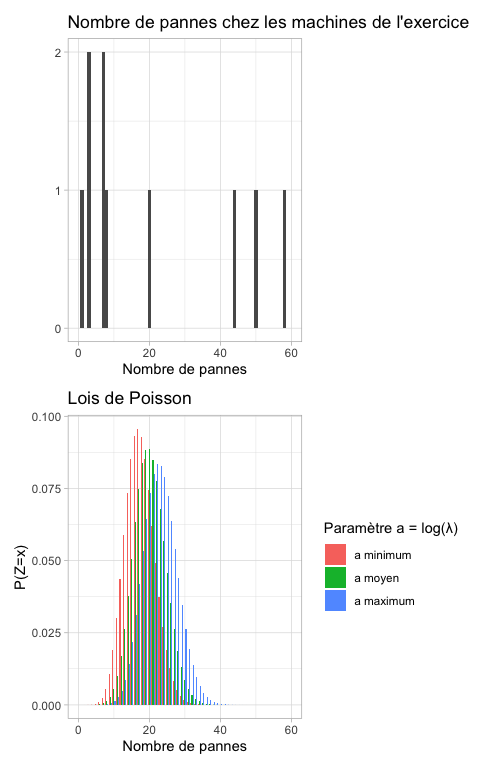 Nombre de pannes chez les machines de l'exercice
2
1
0
0 20 40 60
Nombre de pannes
Lois de Poisson
0.100
0.075
P(Z=x)
0.050
0.025
0.000
0 20 40 60
Nombre de pannes
Paramètre a = log(λ)
a minimum
a moyen
a maximum